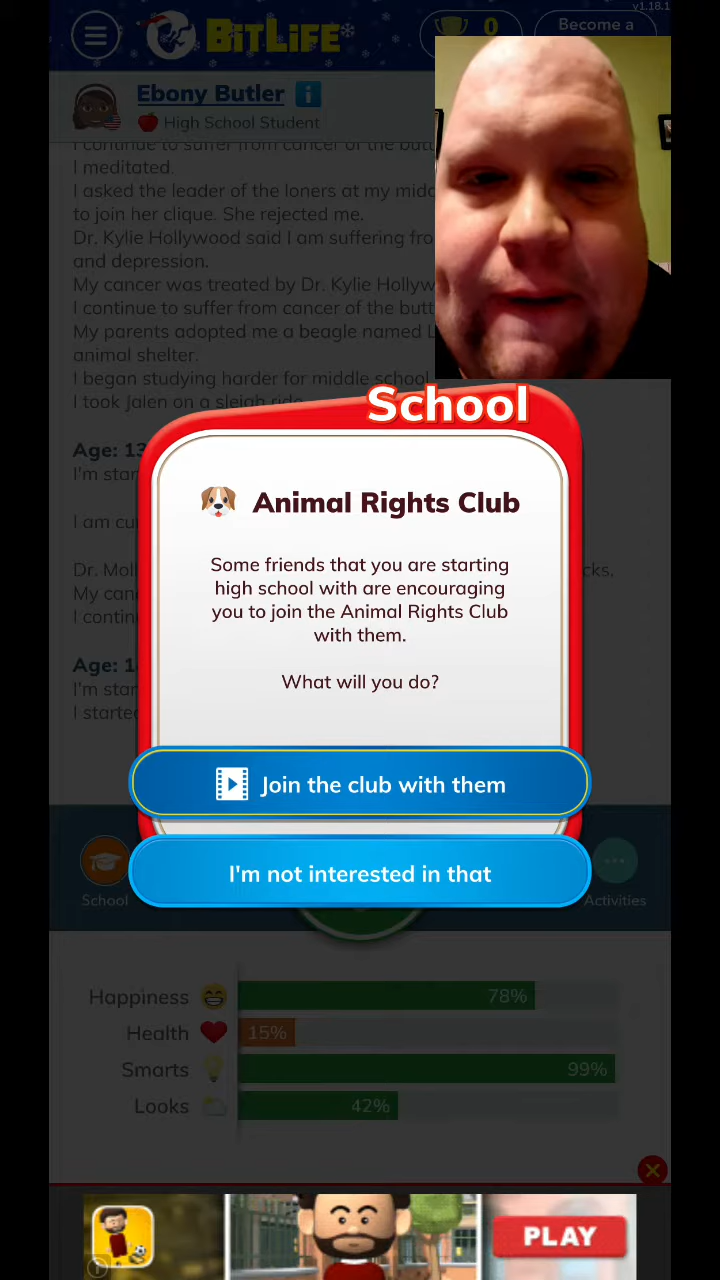 v1.18.1
BITLIFE
0
Become a
Ebony Butler i
High School Student
I continue to suffer from cancer of the butt
I meditated.
I asked the leader of the loners at my midd
to join her clique. She rejected me.
Dr. Kylie Hollywood said I am suffering fro
and depression.
My cancer was treated by Dr. Kylie Hollyw
I continue to suffer from cancer of the butt
My parents adopted me a beagle named L
animal shelter.
I began studying harder for middle school
I took Jalen on a sleigh ride.
School
Age: 13
I'm star
Animal Rights Club
I am cu
Some friends that you are starting
high school with are encouraging
you to join the Animal Rights Club
with them.
Dr. Moll
cks.
My can
I contin
Age: 1
I'm star
What will you do?
I started
Join the club with them
I'm not interested in that
School
Activities
Happiness 78%
Health 15%
Smarts 99%
Looks 42%
PLAY